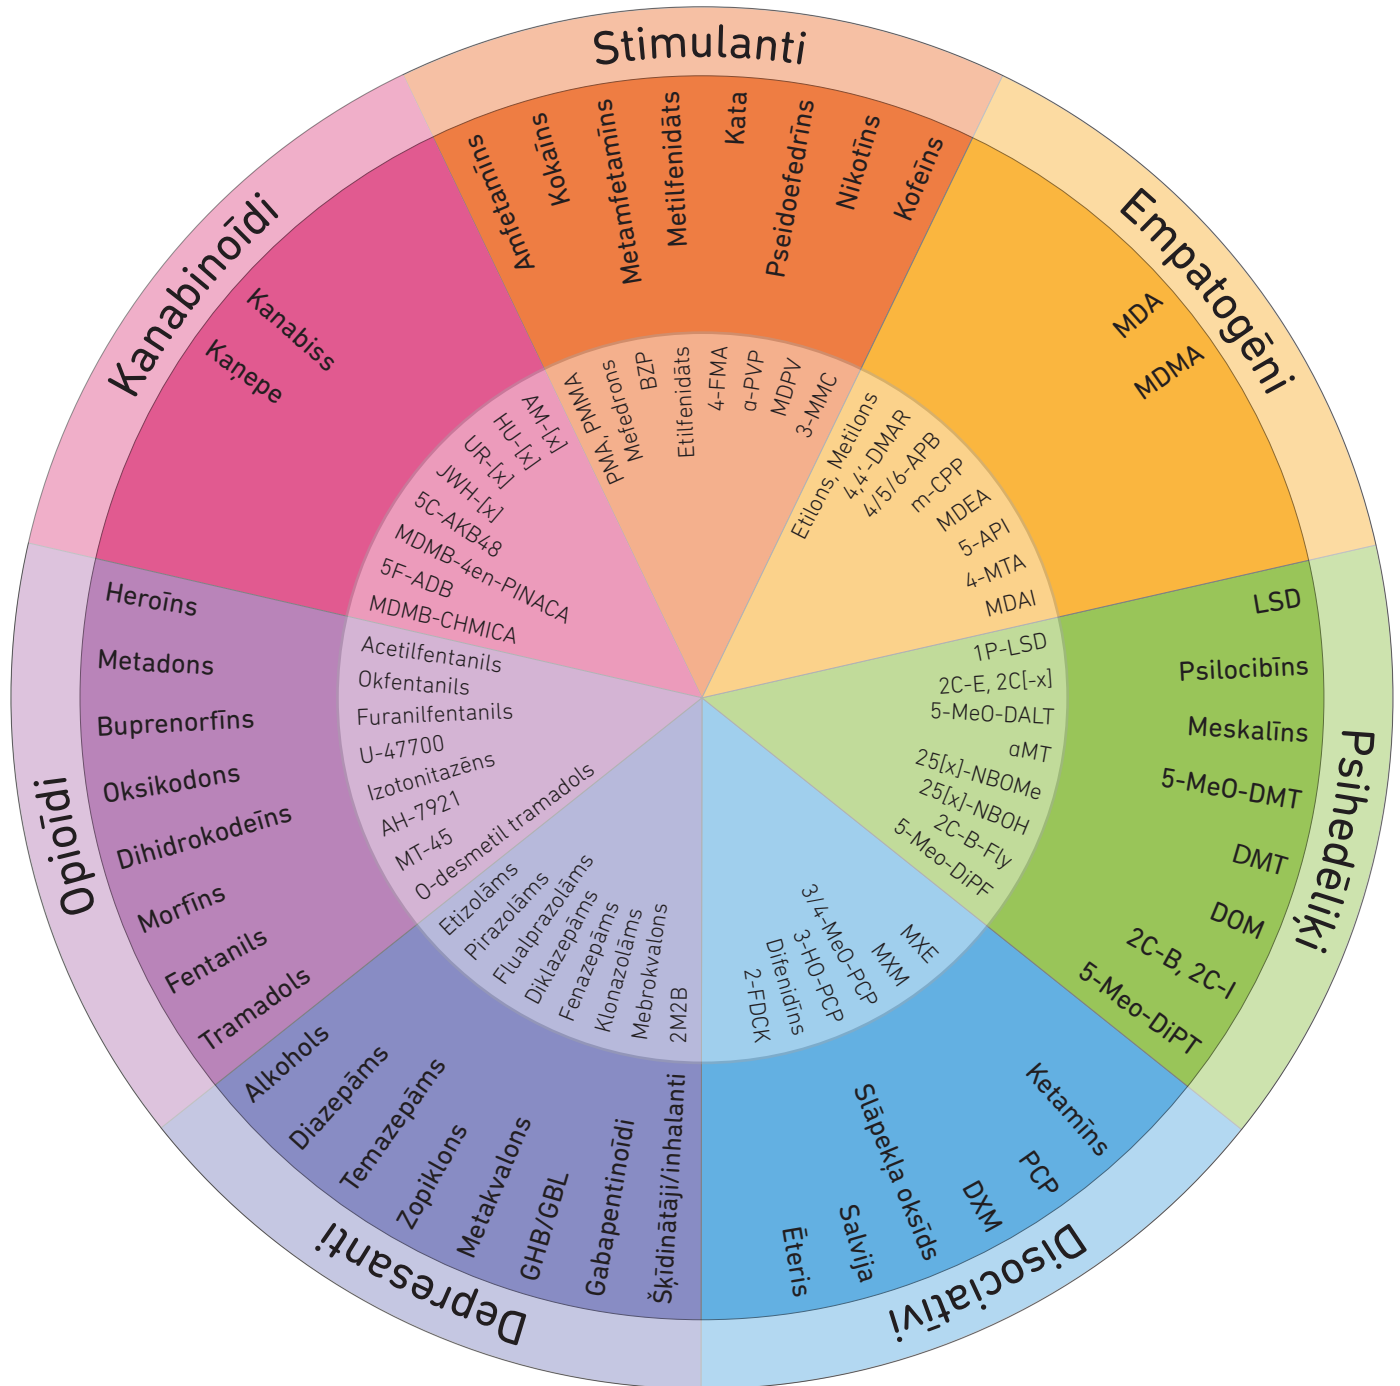 Stimulanti
Amfetamīns
Kokaīns
Metamfetamīns
Metilfenidāts
Kata
Pseidoefedrīns
Nikotīns
Kofeīns
PMA, PMMA
Mefedrons
BZP
Etilfenidāts
4-FMA
α-PVP
MDPV
3-MMC
Empatogēni
MDA
MDMA
Etilons, Metilons
4,4'-DMAR
4/5/6-APB
m-CPP
MDEA
5-API
4-MTA
MDAI
Psihedēliķi
LSD
Psilocibīns
Meskalīns
5-MeO-DMT
DMT
DOM
2C-B, 2C-I
5-Meo-DiPT
1P-LSD
2C-E, 2C[-x]
5-MeO-DALT
αMT
25[x]-NBOMe
25[x]-NBOH
2C-B-Fly
5-Meo-DiPF
Disociatīvi
Ketamīns
PCP
DXM
Slāpekļa oksīds
Salvija
Ēteris
MXE
MXM
3/4-MeO-PCP
3-HO-PCP
Difenidīns
2-FDCK
Depresanti
Alkohols
Diazepāms
Temazepāms
Zopiklons
Metakvalons
GHB/GBL
Gabapentinoīdi
Šķīdinātāji/inhalanti
Etizolāms
Pirazolāms
Flualprazolāms
Diklazepāms
Fenazepāms
Klonazolāms
Mebrokvalons
2M2B
Opioīdi
Heroīns
Metadons
Buprenorfīns
Oksikodons
Dihidrokodeīns
Morfīns
Fentanils
Tramadols
Acetilfentanils
Okfentanils
Furanilfentanils
U-47700
Izotonitazēns
AH-7921
MT-45
O-desmetil tramadols
Kanabinoīdi
Kanabiss
Kaņepe
AM-[x]
HU-[x]
UR-[x]
JWH-[x]
5C-AKB48
MDMB-4en-PINACA
5F-ADB
MDMB-CHMICA